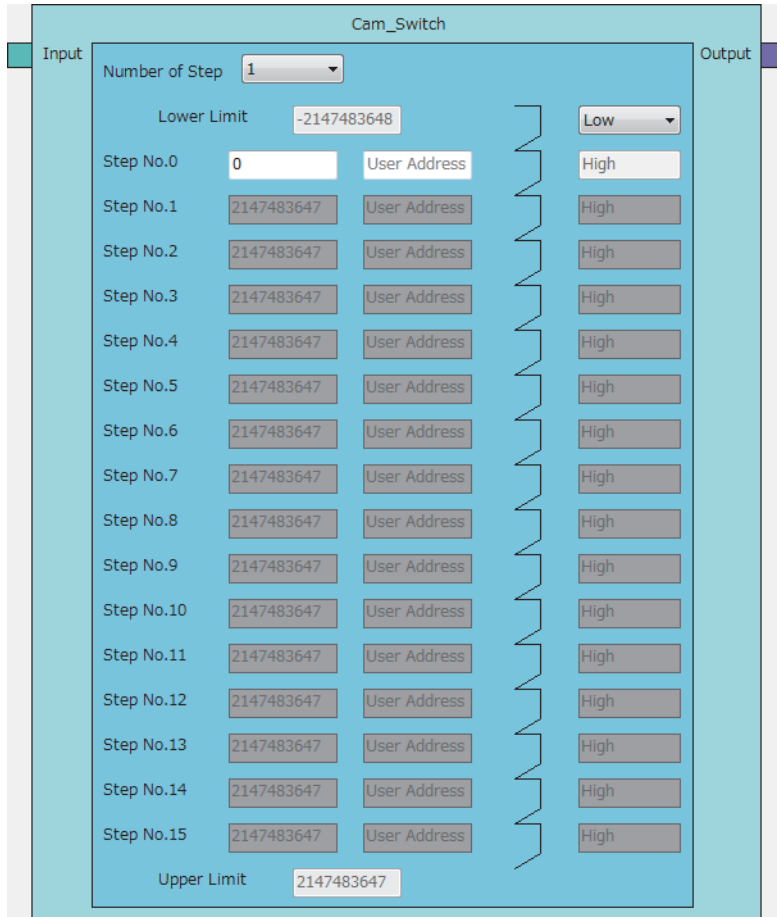 Cam_Switch
Input Output
Number of Step 1
Lower Limit -2147483648 Low
Step No.0 0 User Address High
Step No.1 2147483647 User Address High
Step No.2 2147483647 User Address High
Step No.3 2147483647 User Address High
Step No.4 2147483647 User Address High
Step No.5 2147483647 User Address High
Step No.6 2147483647 User Address High
Step No.7 2147483647 User Address High
Step No.8 2147483647 User Address High
Step No.9 2147483647 User Address High
Step No.10 2147483647 User Address High
Step No.11 2147483647 User Address High
Step No.12 2147483647 User Address High
Step No.13 2147483647 User Address High
Step No.14 2147483647 User Address High
Step No.15 2147483647 User Address High
Upper Limit 2147483647